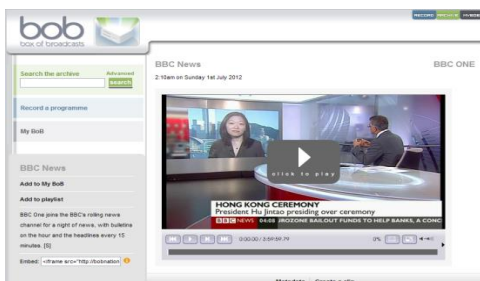 RECORD
bob
box of broadcasts
Search the archive
Advanced
search
Record a programme
My BoB
BBC News
Add to My BoB
Add to playlist
BBC One joins the BBC's rolling news
channel for a night of news, with bulletins
on the hour and the headlines every 15
minutes. [S]
Embed: <iframe src="http://bobnation
BBC News
BBC ONE
2:10am on Sunday 1st July 2012
click to play
HONG KONG CEREMONY
President Hu Jintao presiding over ceremony
BBC NEWS 04:08 UROZONE BAILOUT FUNDS TO HELP BANKS, A CONC
0:00:00 / 3:59:59.79
0%
Metadata
Create a clip